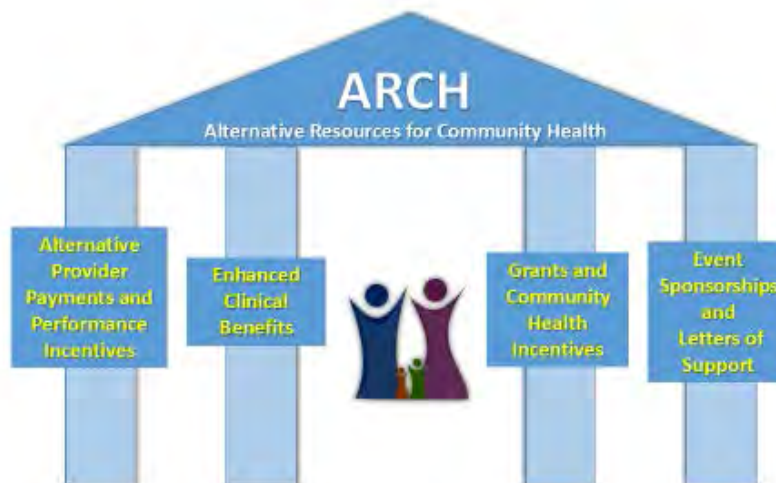 ARCH
Alternative Resources for Community Health
Alternative
Provider
Payments and
Performance
Incentives
Enhanced
Clinical
Benefits
Grants and
Community
Health
Incentives
Event
Sponsorships
and
Letters of
Support